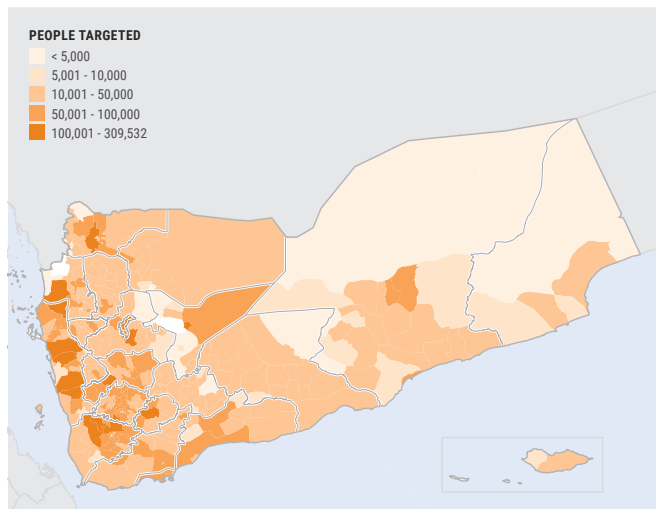 PEOPLE TARGETED
< 5,000
5,001 - 10,000
10,001 - 50,000
50,001 - 100,000
100,001 - 309,532